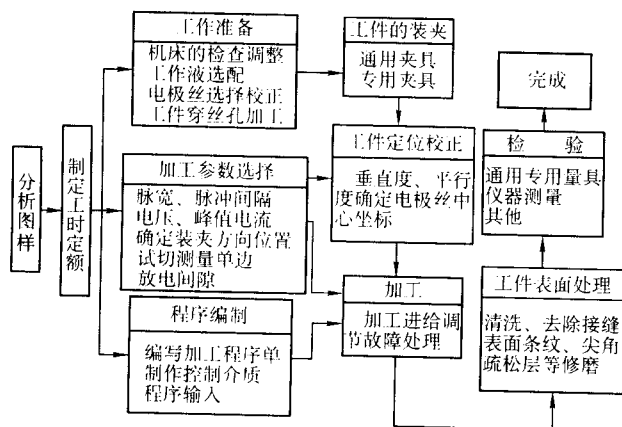 分析图样
制定工时定额
工作准备
机床的检查调整
工作液选配
电极丝选择校正
工件穿丝孔加工
加工参数选择
脉宽、脉冲间隔
电压、峰值电流
确定装夹方向位置
试切测量单边
放电间隙
程序编制
编写加工程序单
制作控制介质
程序输入
工件的装夹
通用夹具
专用夹具
工件定位校正
垂直度、平行
度确定电极丝中
心坐标
加工
加工进给调
节故障处理
工件表面处理
清洗、去除接缝
表面条纹、尖角
疏松层等修磨
检 验
通用专用量具
仪器测量
其他
完成